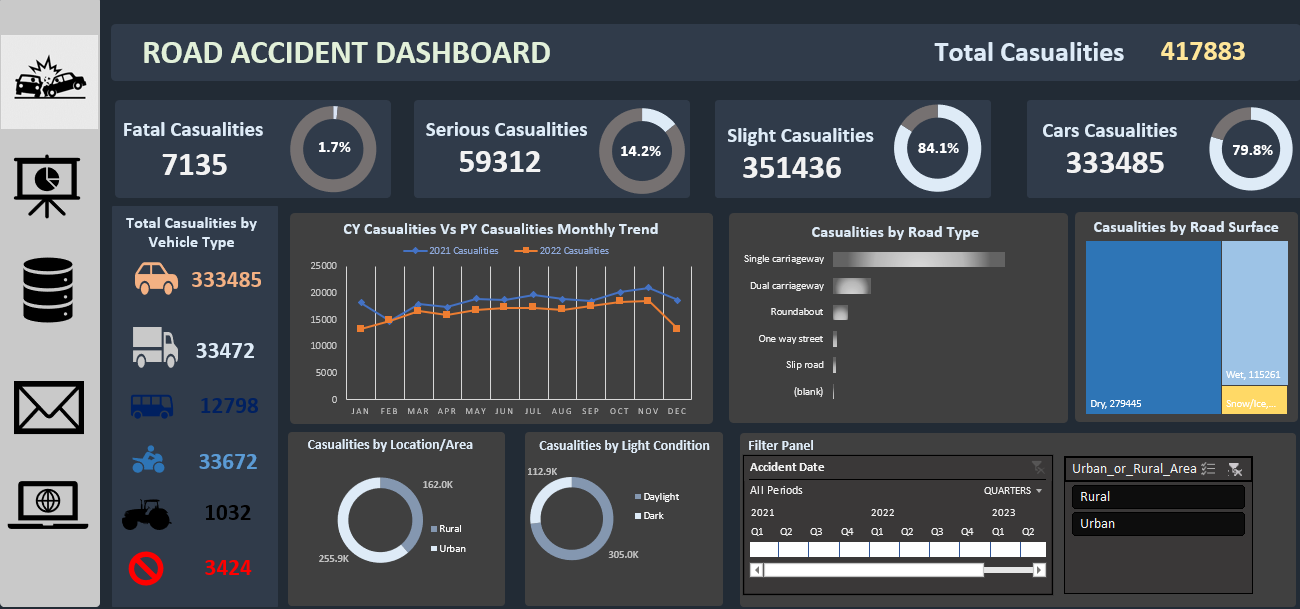 ROAD ACCIDENT DASHBOARD
Total Casualities 417883
Fatal Casualities
7135
1.7%
Serious Casualities
59312
14.2%
Slight Casualities
351436
84.1%
Cars Casualities
333485
79.8%
Total Casualities by
Vehicle Type
333485
33472
12798
33672
1032
3424
CY Casualities Vs PY Casualities Monthly Trend
2021 Casualities 2022 Casualities
25000
20000
15000
10000
5000
0
JAN FEB MAR APR MAY JUN JUL AUG SEP OCT NOV DEC
Casualities by Road Type
Single carriageway
Dual carriageway
Roundabout
One way street
Slip road
(blank)
Casualities by Road Surface
Dry, 279445
Wet, 115261
Snow/Ice,...
Casualities by Location/Area
162.0K
255.9K
Rural
Urban
Casualities by Light Condition
112.9K
305.0K
Daylight
Dark
Filter Panel
Accident Date
All Periods QUARTERS
2021 2022 2023
Q1 Q2 Q3 Q4 Q1 Q2 Q3 Q4 Q1 Q2
Urban_or_Rural_Area
Rural
Urban